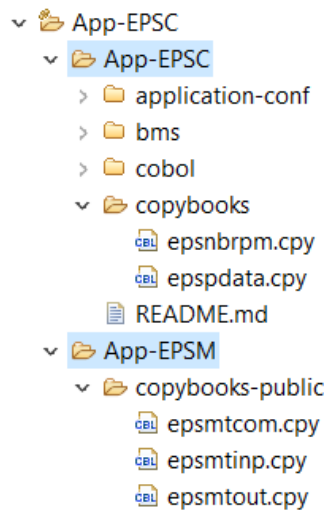 App-EPSC
App-EPSC
application-conf
bms
cobol
copybooks
CBL epsnbrpm.cpy
CBL epspdata.cpy
README.md
App-EPSM
copybooks-public
CBL epsmtcom.cpy
CBL epsmtinp.cpy
CBL epsmtout.cpy